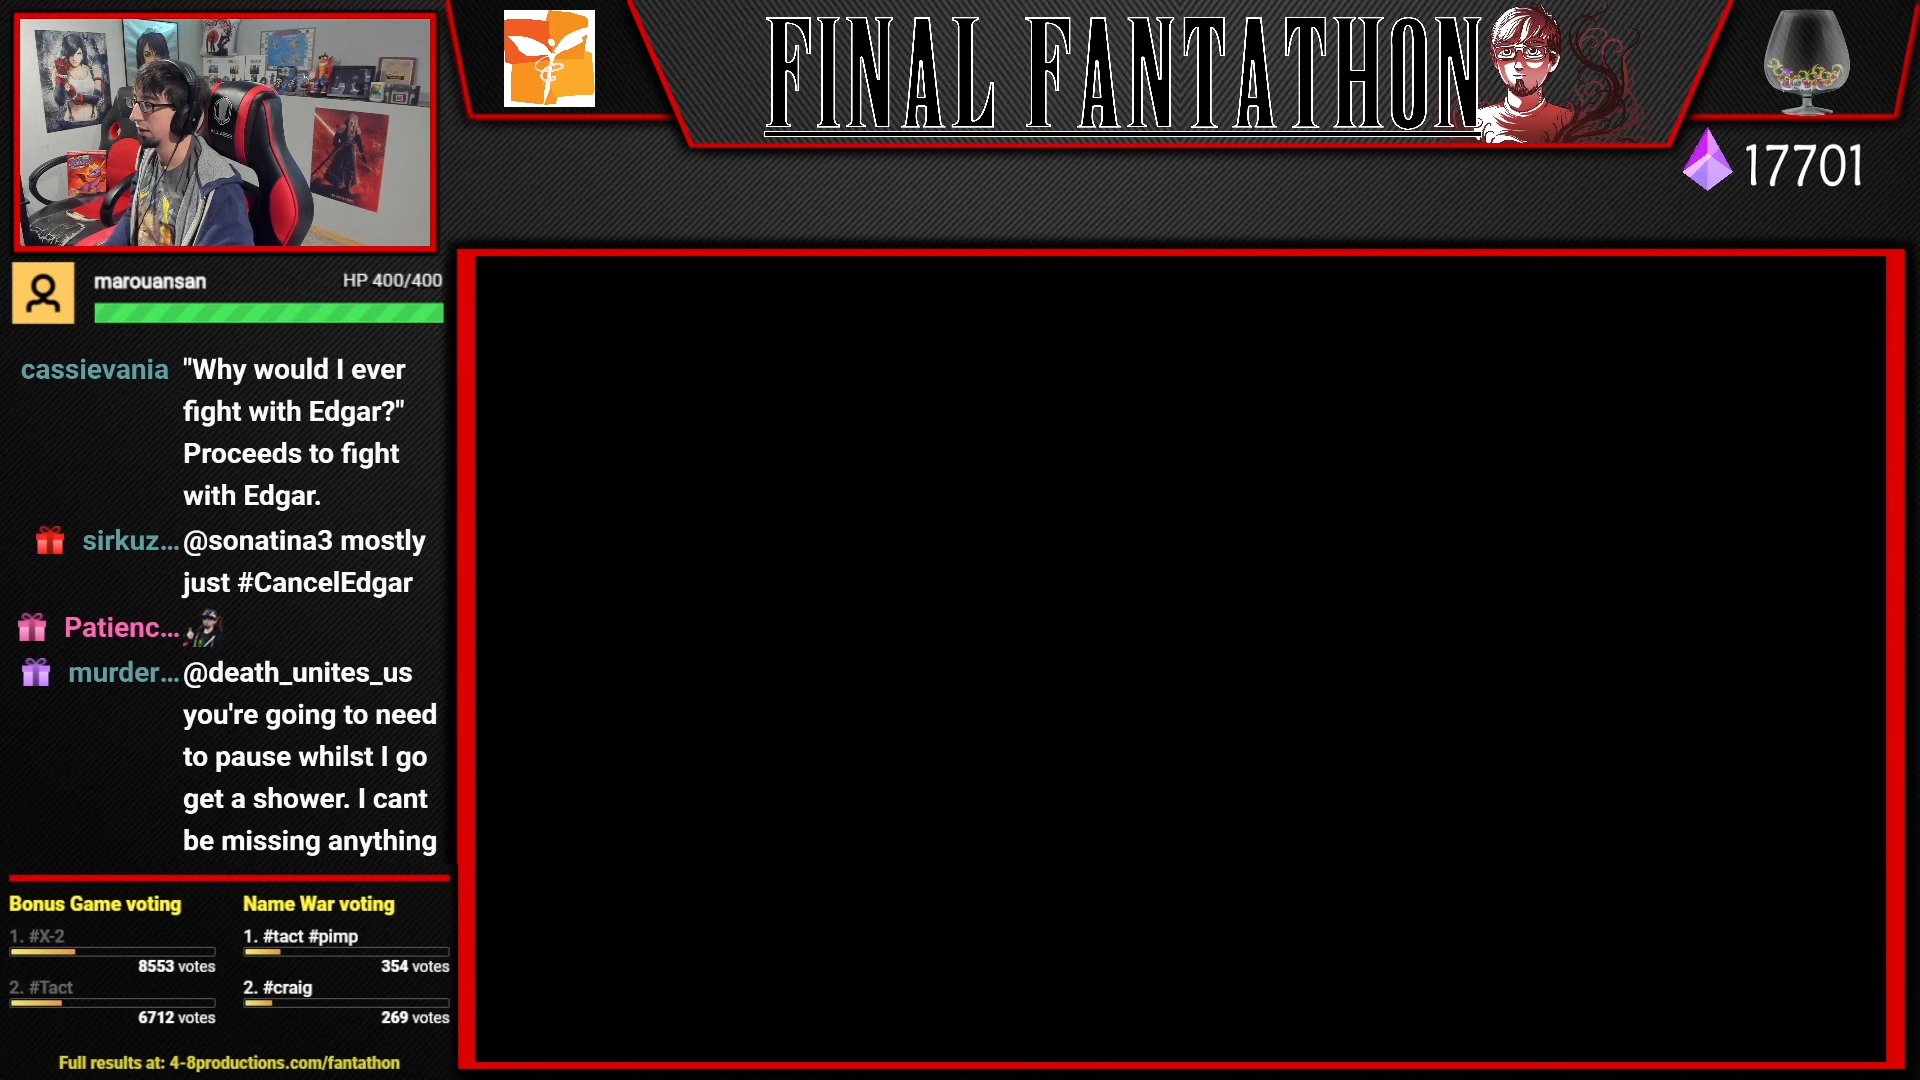 FINAL FANTATHON
17701
marouansan HP 400/400
cassievania "Why would I ever
fight with Edgar?"
Proceeds to fight
with Edgar.
sirkuz... @sonatina3 mostly
just #CancelEdgar
Patienc...
murder... @death_unites_us
you're going to need
to pause whilst I go
get a shower. I cant
be missing anything
Bonus Game voting
1. #X-2
8553 votes
2. #Tact
6712 votes
Name War voting
1. #tact #pimp
354 votes
2. #craig
269 votes
Full results at: 4-8productions.com/fantathon